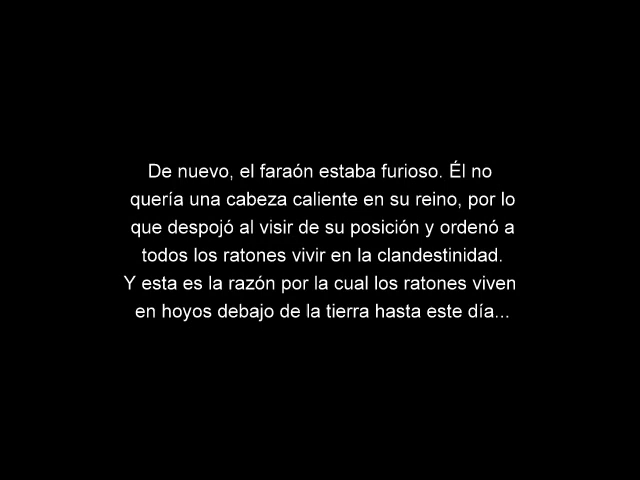 De nuevo, el faraón estaba furioso. Él no
quería una cabeza caliente en su reino, por lo
que despojó al visir de su posición y ordenó a
todos los ratones vivir en la clandestinidad.
Y esta es la razón por la cual los ratones viven
en hoyos debajo de la tierra hasta este día...